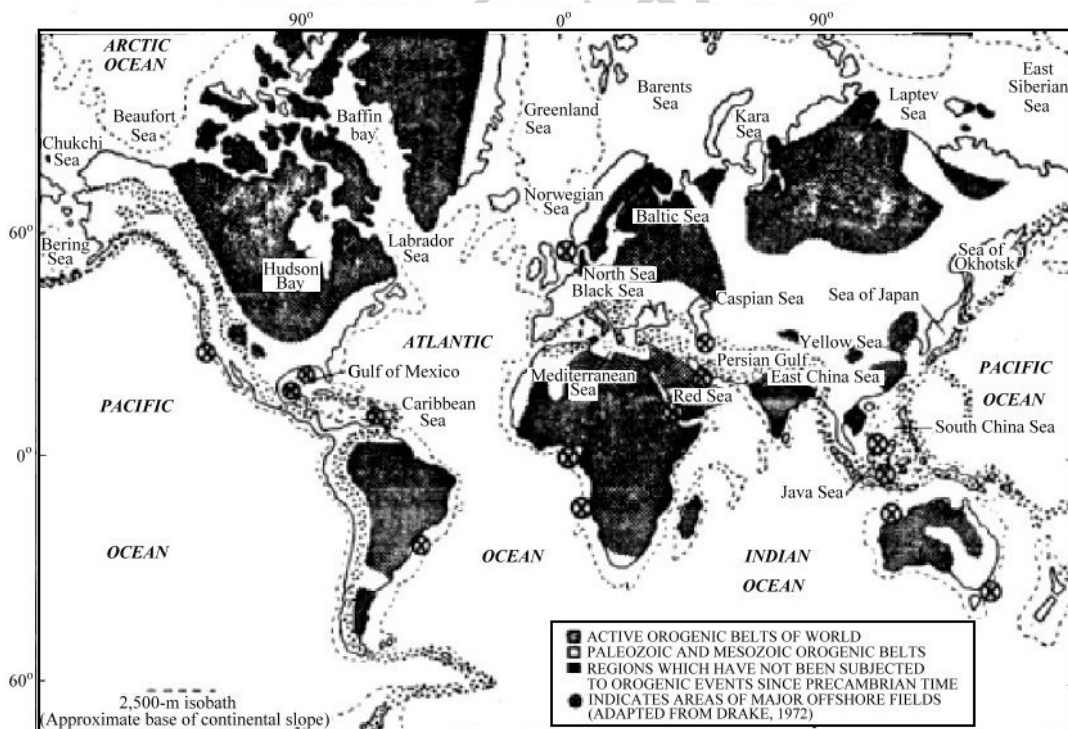 90°
0°
90°
ARCTIC
OCEAN
Beaufort
Sea
Chukchi
Sea
Baffin
bay
Greenland
Sea
Barents
Sea
Kara
Sea
Laptev
Sea
East
Siberian
Sea
Norwegian
Sea
Baltic Sea
60°
Bering
Sea
Hudson
Bay
Labrador
Sea
North Sea
Black Sea
Caspian Sea
Sea of
Okhotsk
Sea of Japan
Yellow Sea
ATLANTIC
Gulf of Mexico
Mediterranean
Sea
Persian Gulf
East China Sea
Red Sea
PACIFIC
Caribbean
Sea
PACIFIC
OCEAN
South China Sea
0°
Java Sea
OCEAN
OCEAN
INDIAN
OCEAN
60°
2,500-m isobath
(Approximate base of continental slope)
ACTIVE OROGENIC BELTS OF WORLD
PALEOZOIC AND MESOZOIC OROGENIC BELTS
REGIONS WHICH HAVE NOT BEEN SUBJECTED
TO OROGENIC EVENTS SINCE PRECAMBRIAN TIME
INDICATES AREAS OF MAJOR OFFSHORE FIELDS
(ADAPTED FROM DRAKE, 1972)